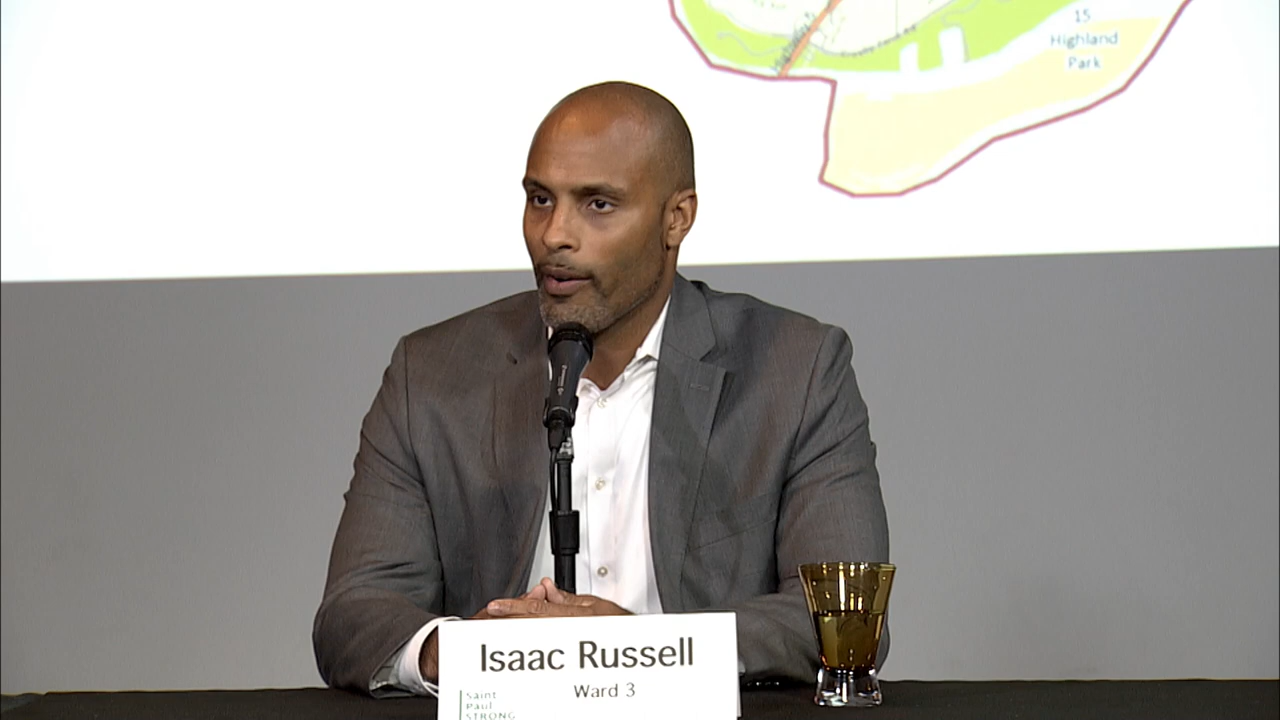 15
Highland
Park
Isaac Russell
Ward 3
Saint
Paul
STRONG